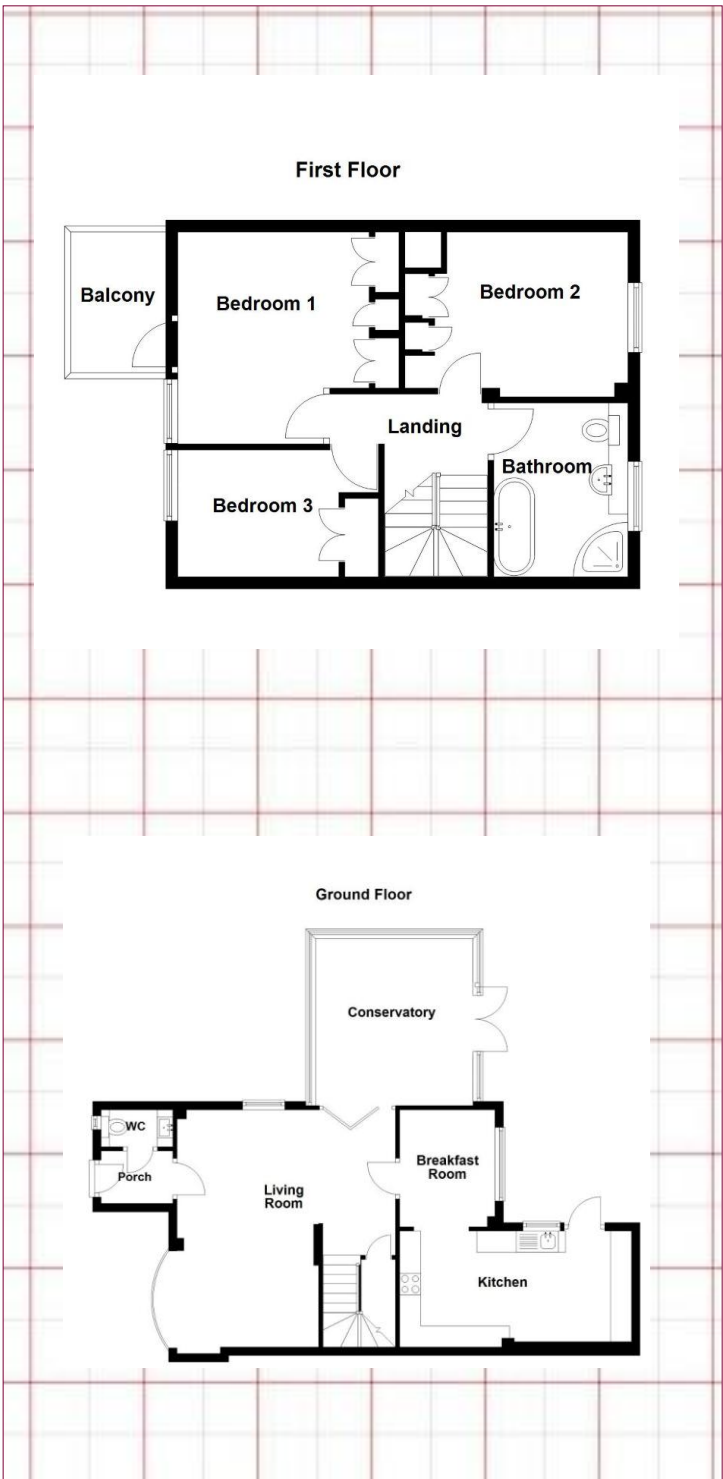 First Floor
Balcony
Bedroom 1
Bedroom 2
Landing
Bathroom
Bedroom 3
Ground Floor
Conservatory
WC
Porch
Living
Room
Breakfast
Room
Kitchen